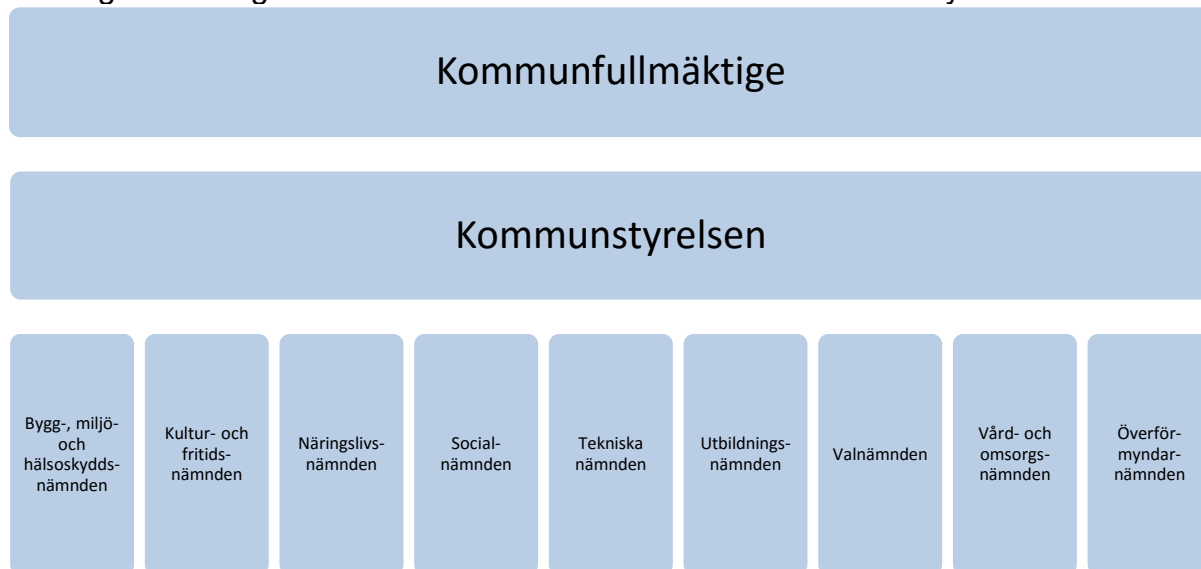 Kommunfullmäktige
Kommunstyrelsen
Bygg-, miljö-
och
hälsoskydds-
nämnden
Kultur- och
fritids-
nämnden
Näringslivs-
nämnden
Social-
nämnden
Tekniska
nämnden
Utbildnings-
nämnden
Valnämnden
Vård- och
omsorgs-
nämnden
Överför-
myndar-
nämnden